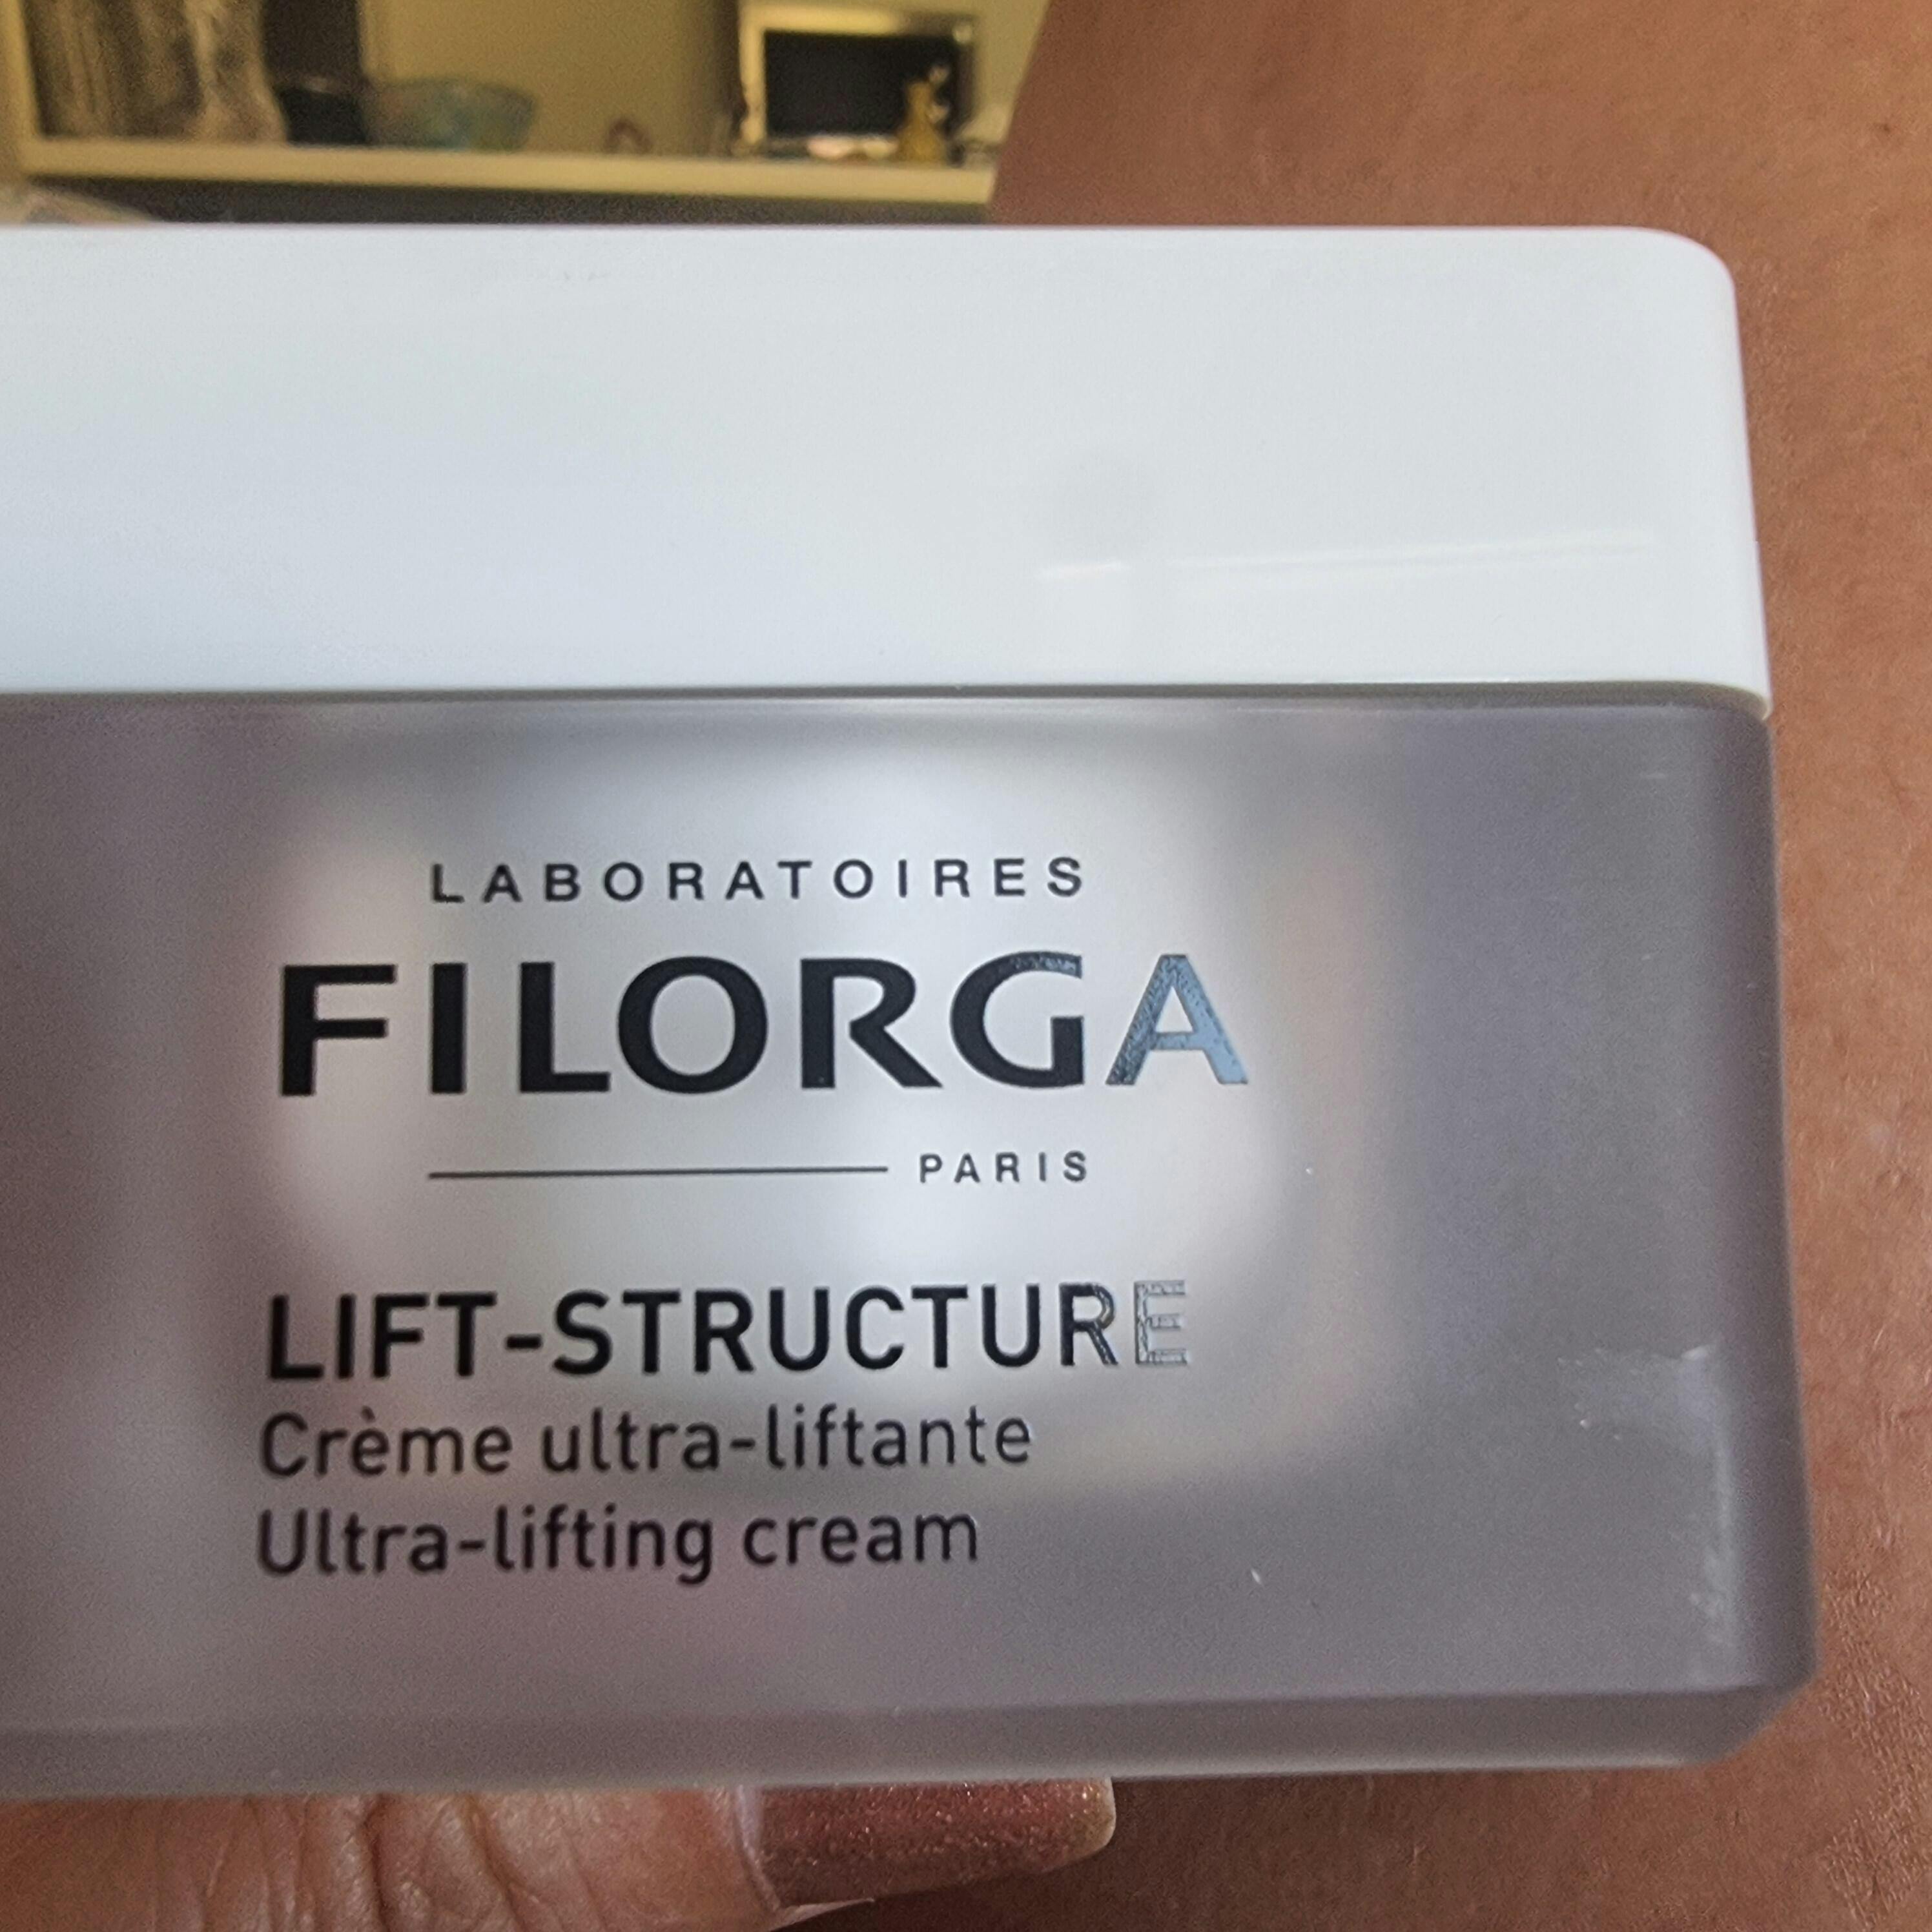 LABORATOIRES
FILORGA
PARIS
LIFT-STRUCTURE
Crème ultra-liftante
Ultra-lifting cream